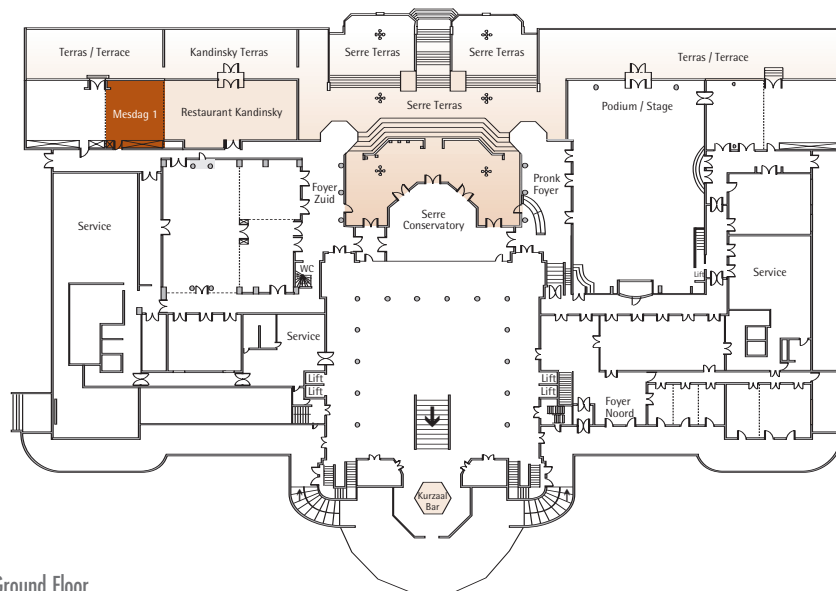 Terras / Terrace
Kandinsky Terras
Serre Terras
Serre Terras
Terras / Terrace
Mesdag 1
Restaurant Kandinsky
Serre Terras
Podium / Stage
Foyer
Zuid
Pronk
Foyer
Service
Serre
Conservatory
WC
Lift
Service
Service
Lift
Lift
Lift
Lift
Foyer
Noord
Kurzaal
Bar
Ground Floor